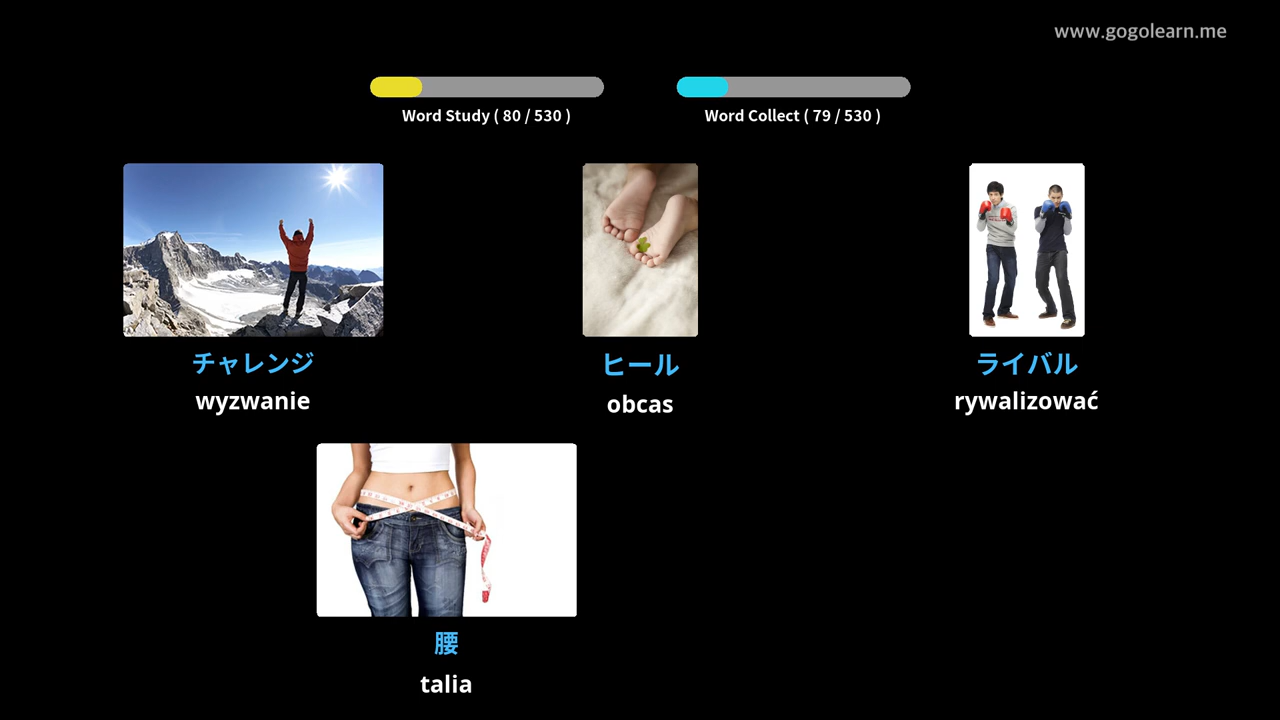 www.gogolearn.me
Word Study ( 80 / 530 )
Word Collect ( 79 / 530 )
チャレンジ
wyzwanie
ヒール
obcas
ライバル
rywalizować
腰
talia